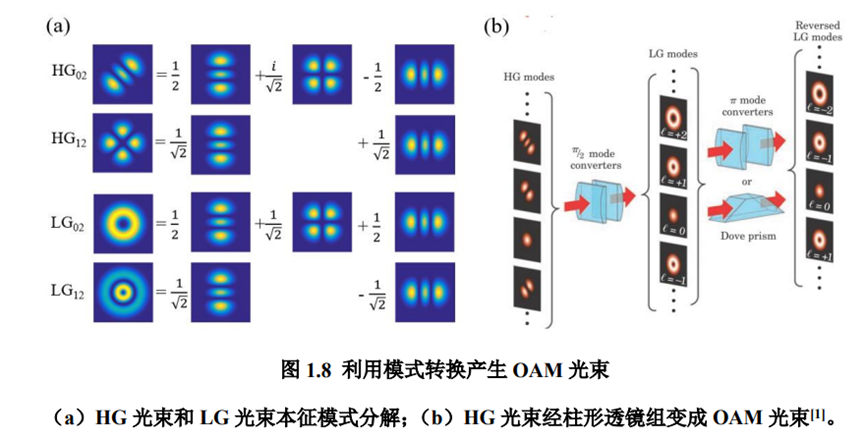 (a)
HG02 = 1/2 + i/√2 - 1/2
HG12 = 1/√2 + 1/√2
LG02 = 1/2 + 1/√2 + 1/2
LG12 = 1/√2 - 1/√2
(b)
HG modes
π/2 mode
converters
LG modes
ℓ=+2
ℓ=+1
ℓ=0
ℓ=-1
π mode
converters
or
Dove prism
Reversed
LG modes
ℓ=-2
ℓ=-1
ℓ=0
ℓ=+1
图 1.8 利用模式转换产生 OAM 光束
（a）HG 光束和 LG 光束本征模式分解；（b）HG 光束经柱形透镜组变成 OAM 光束[1]。